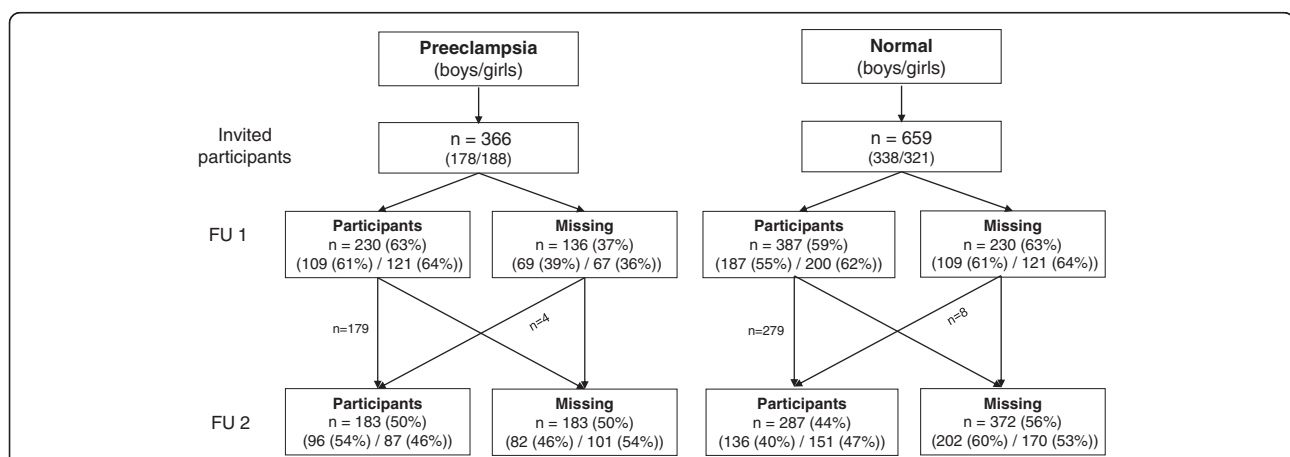 Preeclampsia
(boys/girls)
Normal
(boys/girls)
Invited
participants
n = 366
(178/188)
n = 659
(338/321)
FU 1
Participants
n = 230 (63%)
(109 (61%) / 121 (64%))
Missing
n = 136 (37%)
(69 (39%) / 67 (36%))
Participants
n = 387 (59%)
(187 (55%) / 200 (62%))
Missing
n = 230 (63%)
(109 (61%) / 121 (64%))
n=179
n=4
n=279
n=8
FU 2
Participants
n = 183 (50%)
(96 (54%) / 87 (46%))
Missing
n = 183 (50%)
(82 (46%) / 101 (54%))
Participants
n = 287 (44%)
(136 (40%) / 151 (47%))
Missing
n = 372 (56%)
(202 (60%) / 170 (53%))